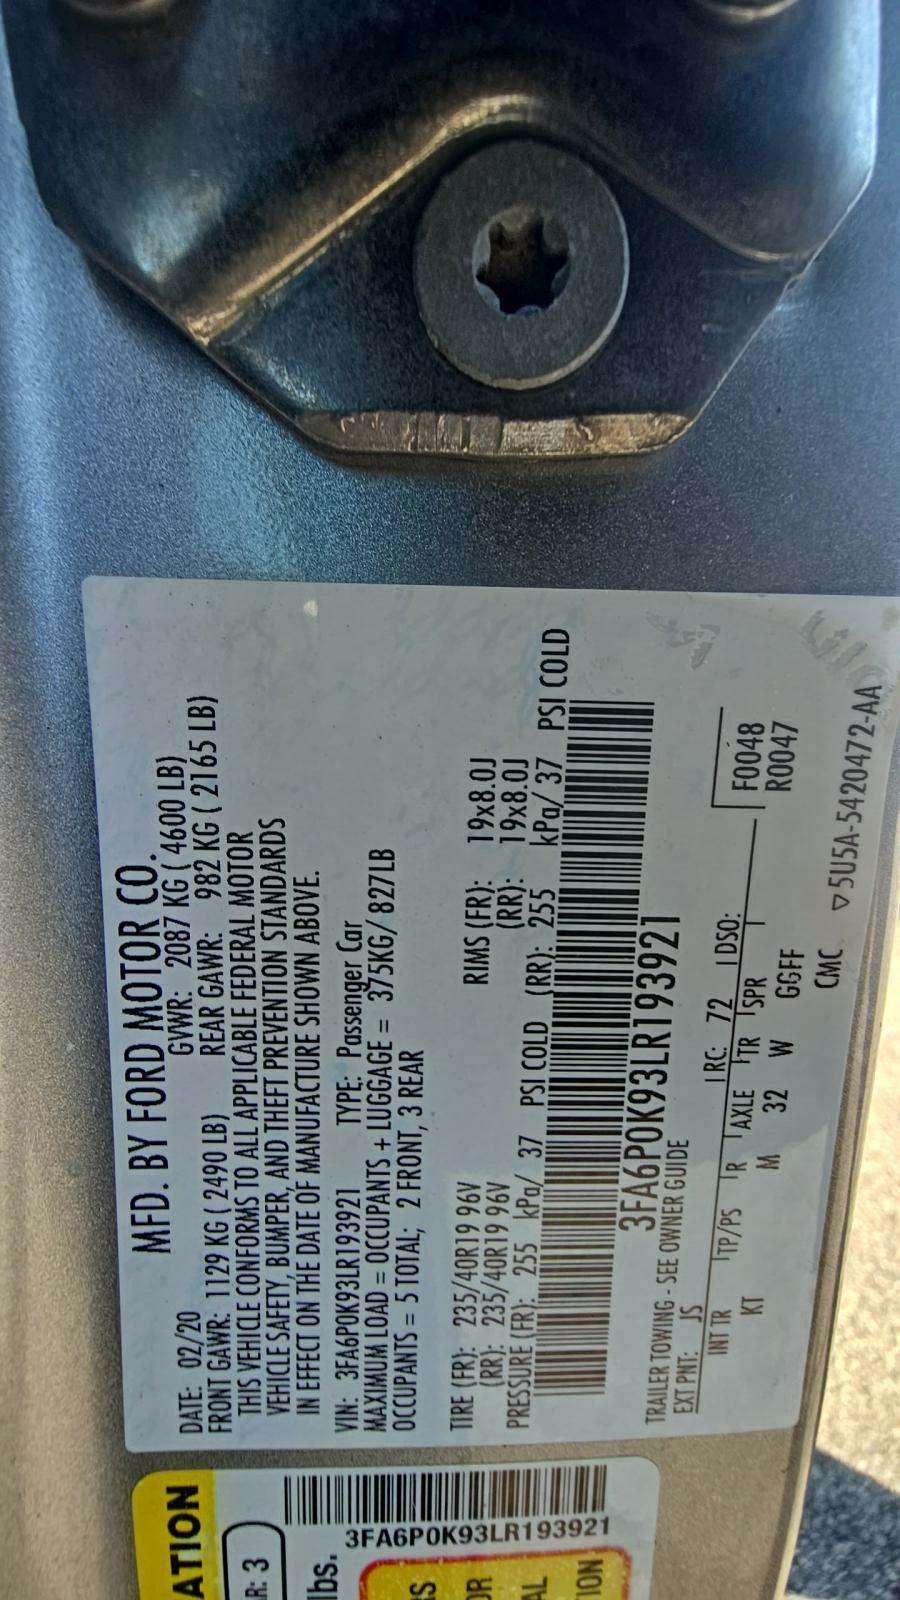 MFD. BY FORD MOTOR CO.
DATE: 02/20 GVWR: 2087 KG ( 4600 LB)
FRONT GAWR: 1129 KG ( 2490 LB) REAR GAWR: 982 KG ( 2165 LB)
THIS VEHICLE CONFORMS TO ALL APPLICABLE FEDERAL MOTOR
VEHICLE SAFETY, BUMPER, AND THEFT PREVENTION STANDARDS
IN EFFECT ON THE DATE OF MANUFACTURE SHOWN ABOVE.
VIN: 3FA6P0K93LR193921 TYPE: Passenger Car
MAXIMUM LOAD = OCCUPANTS + LUGGAGE = 375KG/ 827LB
OCCUPANTS = 5 TOTAL; 2 FRONT, 3 REAR
TIRE (FR): 235/40R19 96V RIMS (FR): 19x8.0J
(RR): 235/40R19 96V (RR): 19x8.0J
PRESSURE (FR): 255 kPa/ 37 PSI COLD (RR): 255 kPa/ 37 PSI COLD
3FA6P0K93LR193921
TRAILER TOWING - SEE OWNER GUIDE
EXT PNT: JS RC: 72 DSO:
INT TR TP/PS R AXLE TR SPR F0048
KT M 32 W GGFF R0047
CMC ▽5U5A-5420472-AA
ATION
R: 3
3FA6P0K93LR193921
lbs.
RS
OR
AL
ION